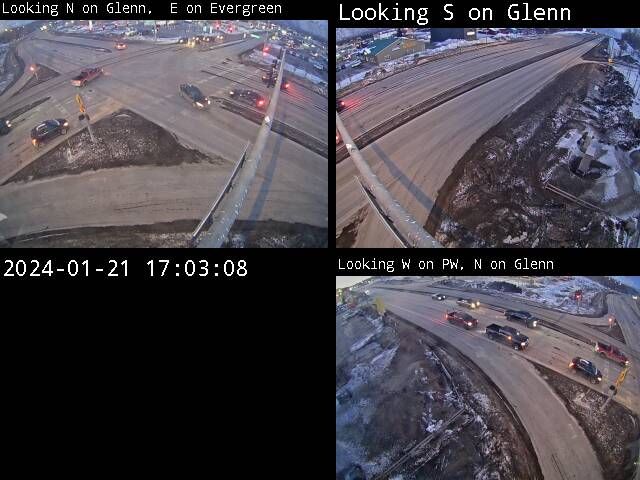 Looking N on Glenn, E on Evergreen
Looking S on Glenn
2024-01-21 17:03:08
Looking W on PW, N on Glenn